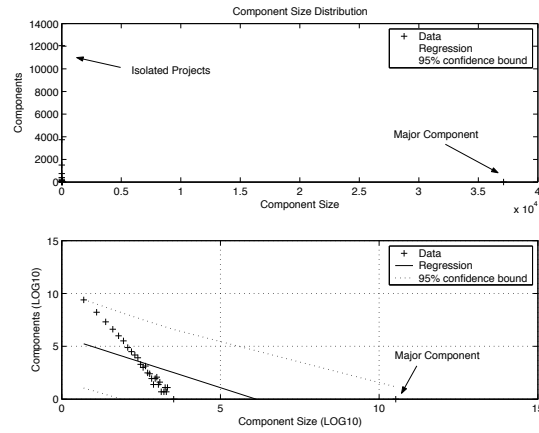 Component Size Distribution
14000
12000
10000
8000
6000
4000
2000
0
Components
Isolated Projects
Data
Regression
95% confidence bound
Major Component
0
0.5
1
1.5
2
2.5
3
3.5
4
x 10^4
Component Size
15
10
5
0
Components (LOG10)
Data
Regression
95% confidence bound
Major Component
0
5
10
15
Component Size (LOG10)